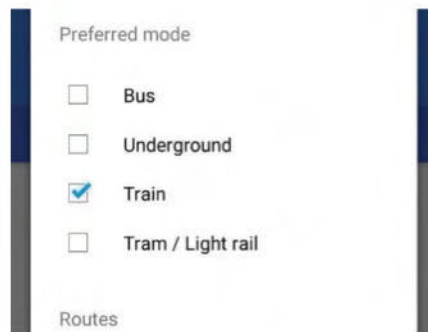 Preferred mode
Bus
Underground
Train
Tram / Light rail
Routes